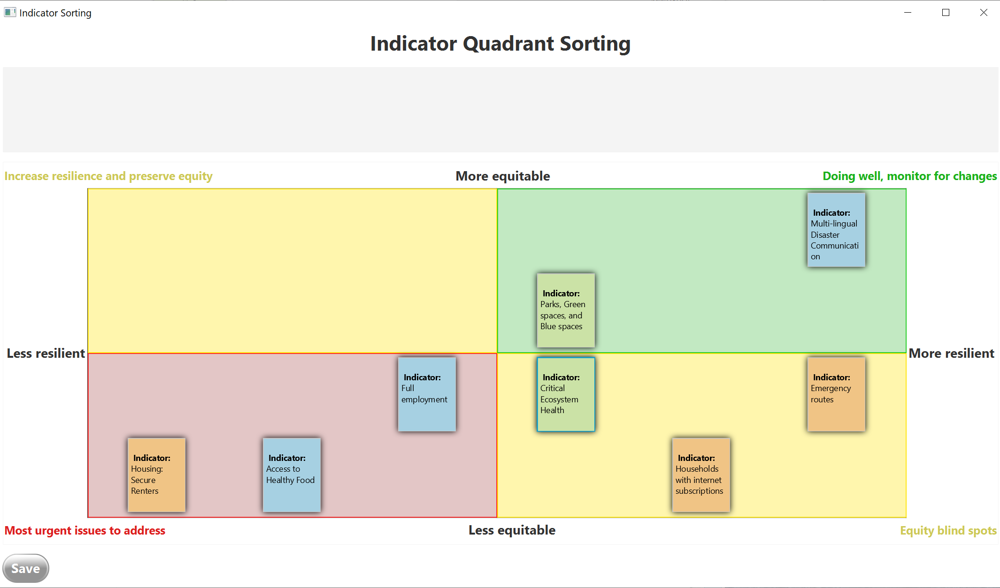 Indicator Sorting
Indicator Quadrant Sorting
Increase resilience and preserve equity
More equitable
Doing well, monitor for changes
Indicator:
Multi-lingual
Disaster
Communicati
on
Indicator:
Parks, Green
spaces, and
Blue spaces
Less resilient
More resilient
Indicator:
Full
employment
Indicator:
Critical
Ecosystem
Health
Indicator:
Emergency
routes
Indicator:
Housing:
Secure
Renters
Indicator:
Access to
Healthy Food
Indicator:
Households
with internet
subscriptions
Most urgent issues to address
Less equitable
Equity blind spots
Save